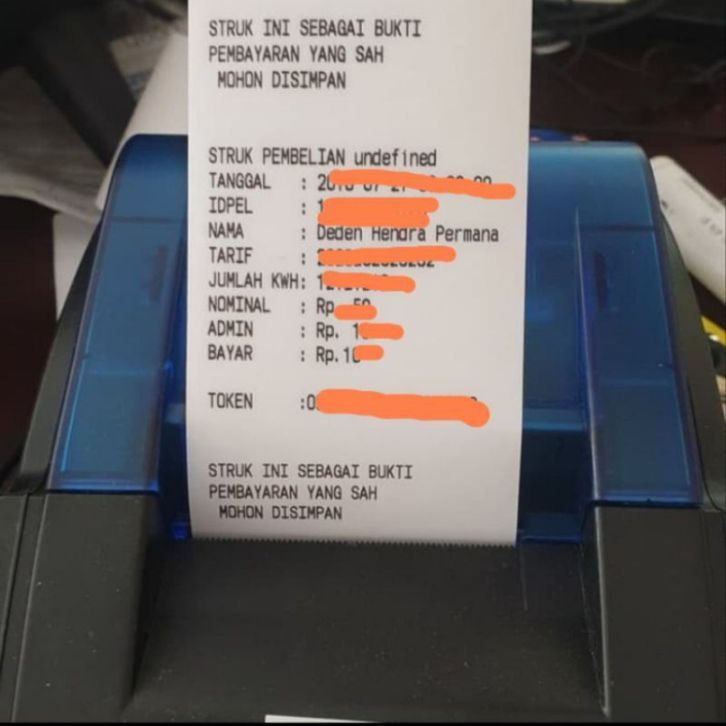 STRUK INI SEBAGAI BUKTI
PEMBAYARAN YANG SAH
MOHON DISIMPAN
STRUK PEMBELIAN undefined
TANGGAL :
IDPEL :
NAMA : Deden Hendra Permana
TARIF :
JUMLAH KWH:
NOMINAL : Rp
ADMIN : Rp.
BAYAR : Rp.
TOKEN :
STRUK INI SEBAGAI BUKTI
PEMBAYARAN YANG SAH
MOHON DISIMPAN